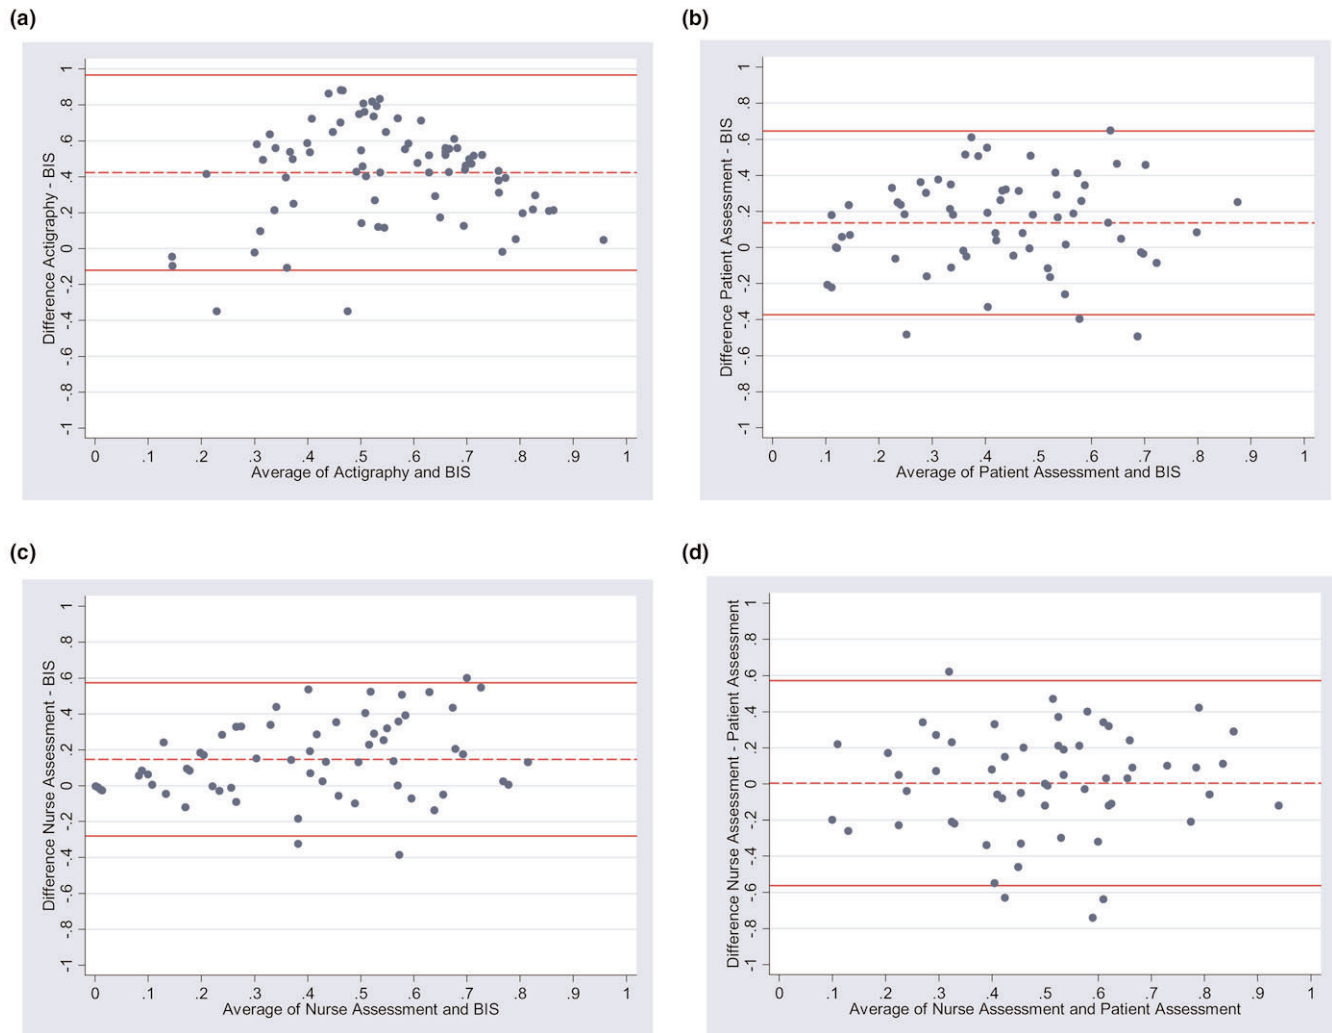 (a)
Difference Actigraphy - BIS
1
.8
.6
.4
.2
0
-.2
-.4
-.6
-.8
-1
0 .1 .2 .3 .4 .5 .6 .7 .8 .9 1
Average of Actigraphy and BIS
(b)
Difference Patient Assessment - BIS
1
.8
.6
.4
.2
0
-.2
-.4
-.6
-.8
-1
0 .1 .2 .3 .4 .5 .6 .7 .8 .9 1
Average of Patient Assessment and BIS
(c)
Difference Nurse Assessment - BIS
1
.8
.6
.4
.2
0
-.2
-.4
-.6
-.8
-1
0 .1 .2 .3 .4 .5 .6 .7 .8 .9 1
Average of Nurse Assessment and BIS
(d)
Difference Nurse Assessment - Patient Assessment
1
.8
.6
.4
.2
0
-.2
-.4
-.6
-.8
-1
0 .1 .2 .3 .4 .5 .6 .7 .8 .9 1
Average of Nurse Assessment and Patient Assessment